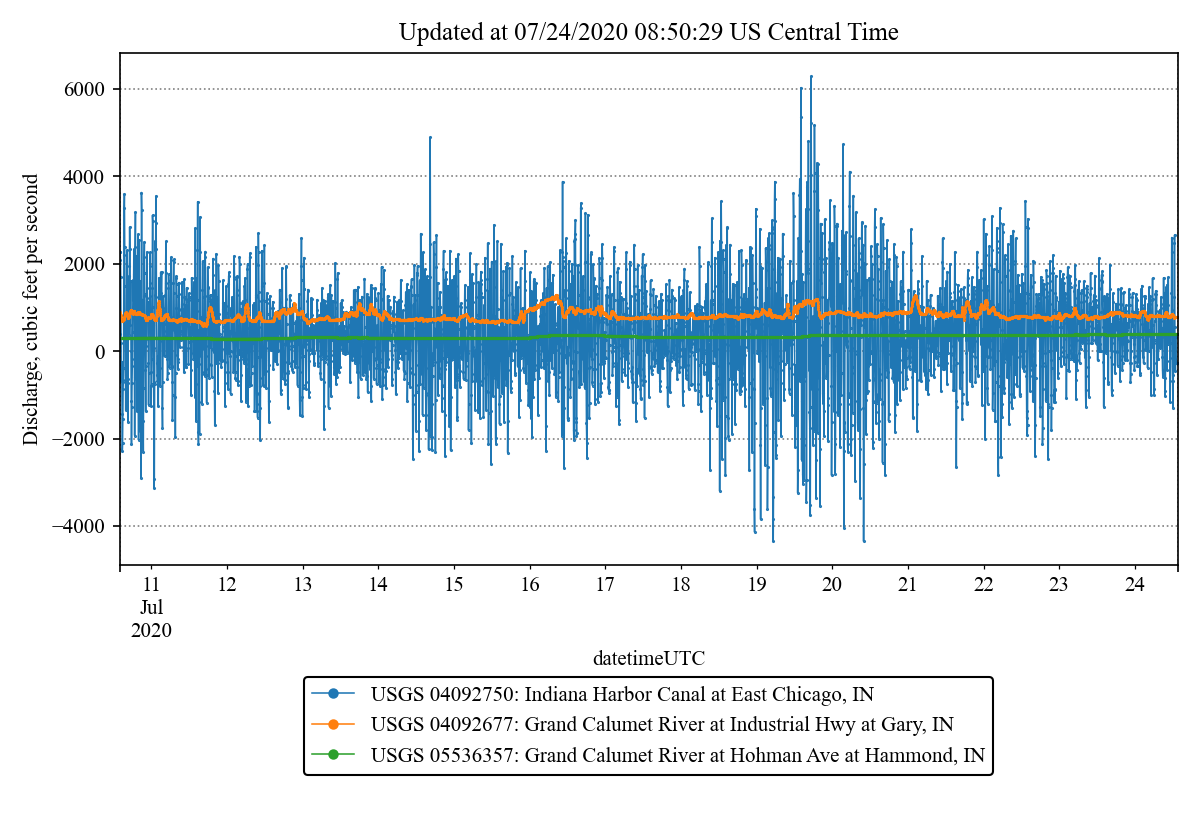 Updated at 07/24/2020 08:50:29 US Central Time
Discharge, cubic feet per second
6000
4000
2000
0
−2000
−4000
11 12 13 14 15 16 17 18 19 20 21 22 23 24
Jul
2020
datetimeUTC
USGS 04092750: Indiana Harbor Canal at East Chicago, IN
USGS 04092677: Grand Calumet River at Industrial Hwy at Gary, IN
USGS 05536357: Grand Calumet River at Hohman Ave at Hammond, IN